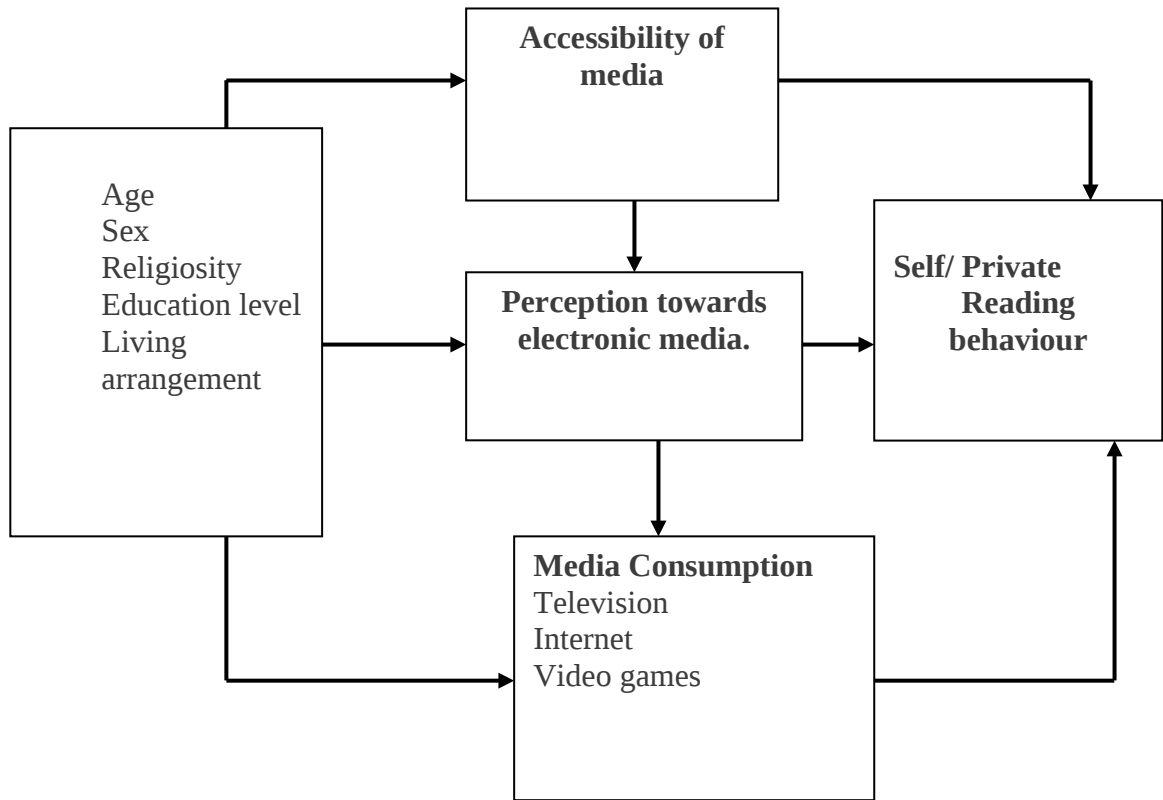 Accessibility of
media
Age
Sex
Religiosity
Education level
Living
arrangement
Perception towards
electronic media.
Self/ Private
Reading
behaviour
Media Consumption
Television
Internet
Video games